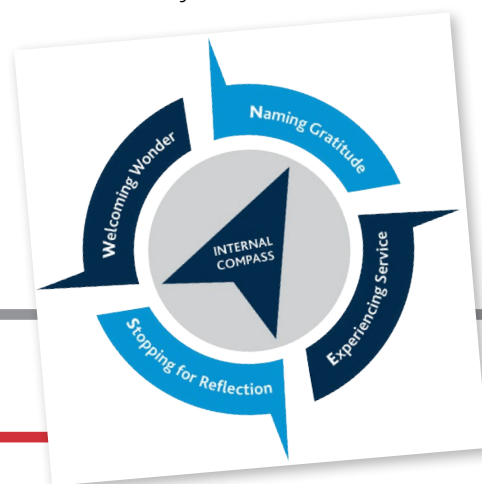 Naming Gratitude
Experiencing Service
Stopping for Reflection
Welcoming Wonder
INTERNAL
COMPASS